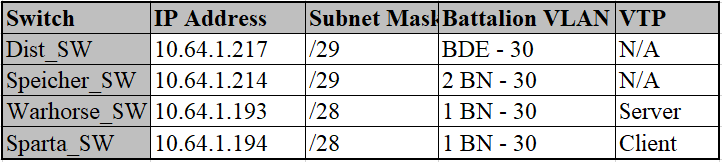 Switch IP Address Subnet Mask Battalion VLAN VTP
Dist_SW 10.64.1.217 /29 BDE - 30 N/A
Speicher_SW 10.64.1.214 /29 2 BN - 30 N/A
Warhorse_SW 10.64.1.193 /28 1 BN - 30 Server
Sparta_SW 10.64.1.194 /28 1 BN - 30 Client